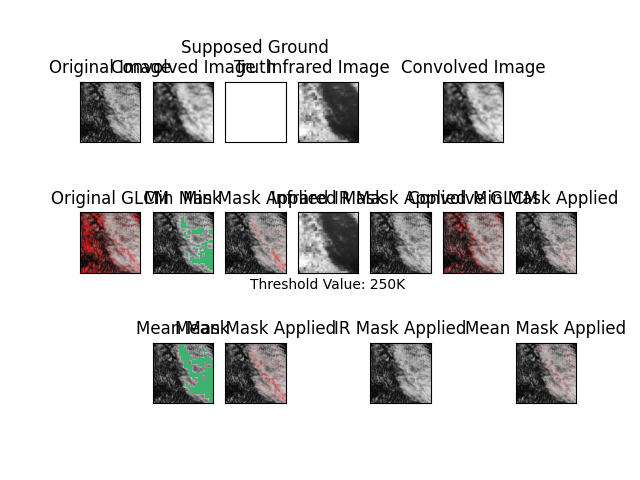 Supposed Ground
Original Image Convolved Image Truth Infrared Image Convolved Image
Original GLCM Min Mask Min Mask Applied Infrared Mask IR Mask Applied Convolved GLCM Min Mask Applied
Threshold Value: 250K
Mean Mask Mean Mask Applied IR Mask Applied Mean Mask Applied